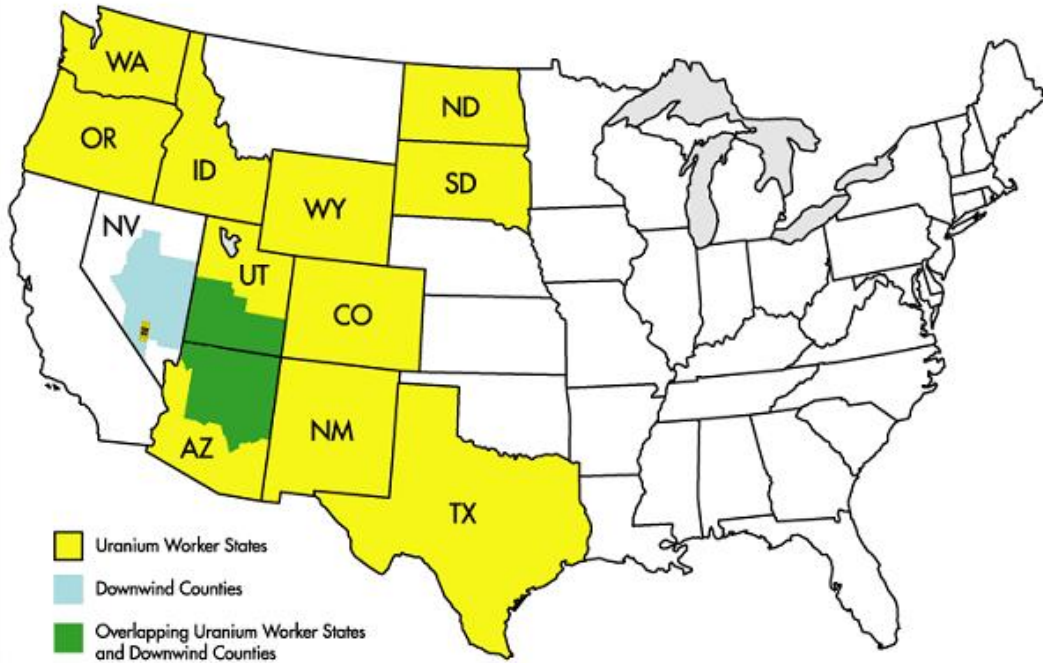 WA
ND
OR
ID
SD
WY
NV
UT
CO
AZ
NM
TX
Uranium Worker States
Downwind Counties
Overlapping Uranium Worker States
and Downwind Counties